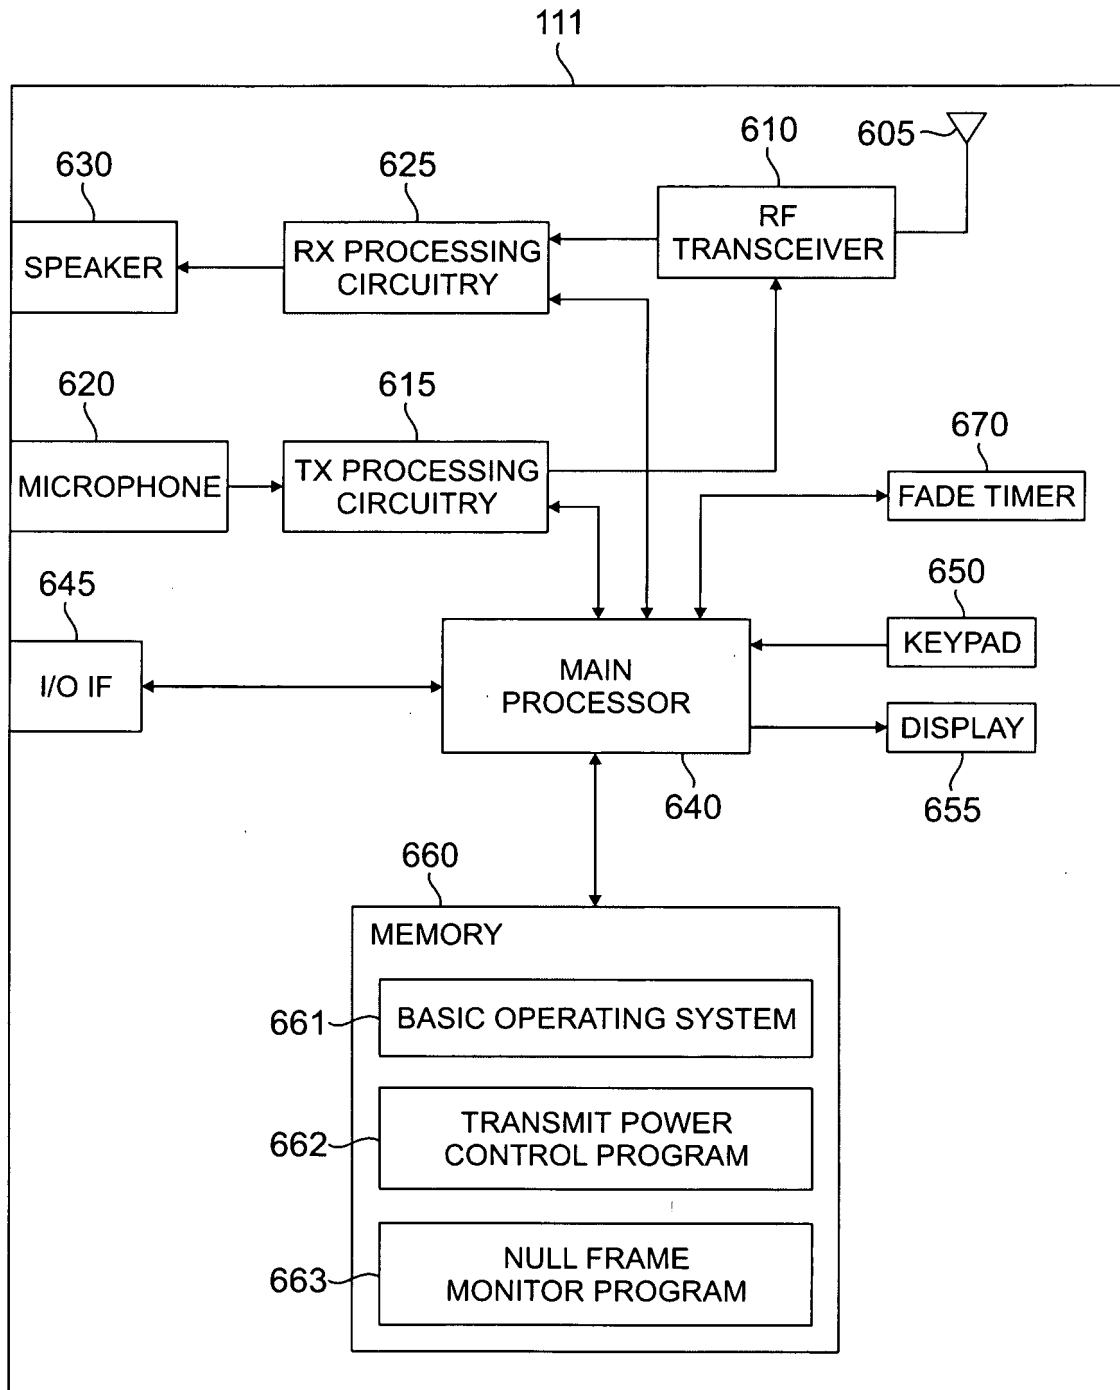 111
605
610
RF
TRANSCEIVER
630
SPEAKER
625
RX PROCESSING
CIRCUITRY
620
MICROPHONE
615
TX PROCESSING
CIRCUITRY
670
FADE TIMER
645
I/O IF
MAIN
PROCESSOR
640
650
KEYPAD
DISPLAY
655
660
MEMORY
661
BASIC OPERATING SYSTEM
662
TRANSMIT POWER
CONTROL PROGRAM
663
NULL FRAME
MONITOR PROGRAM